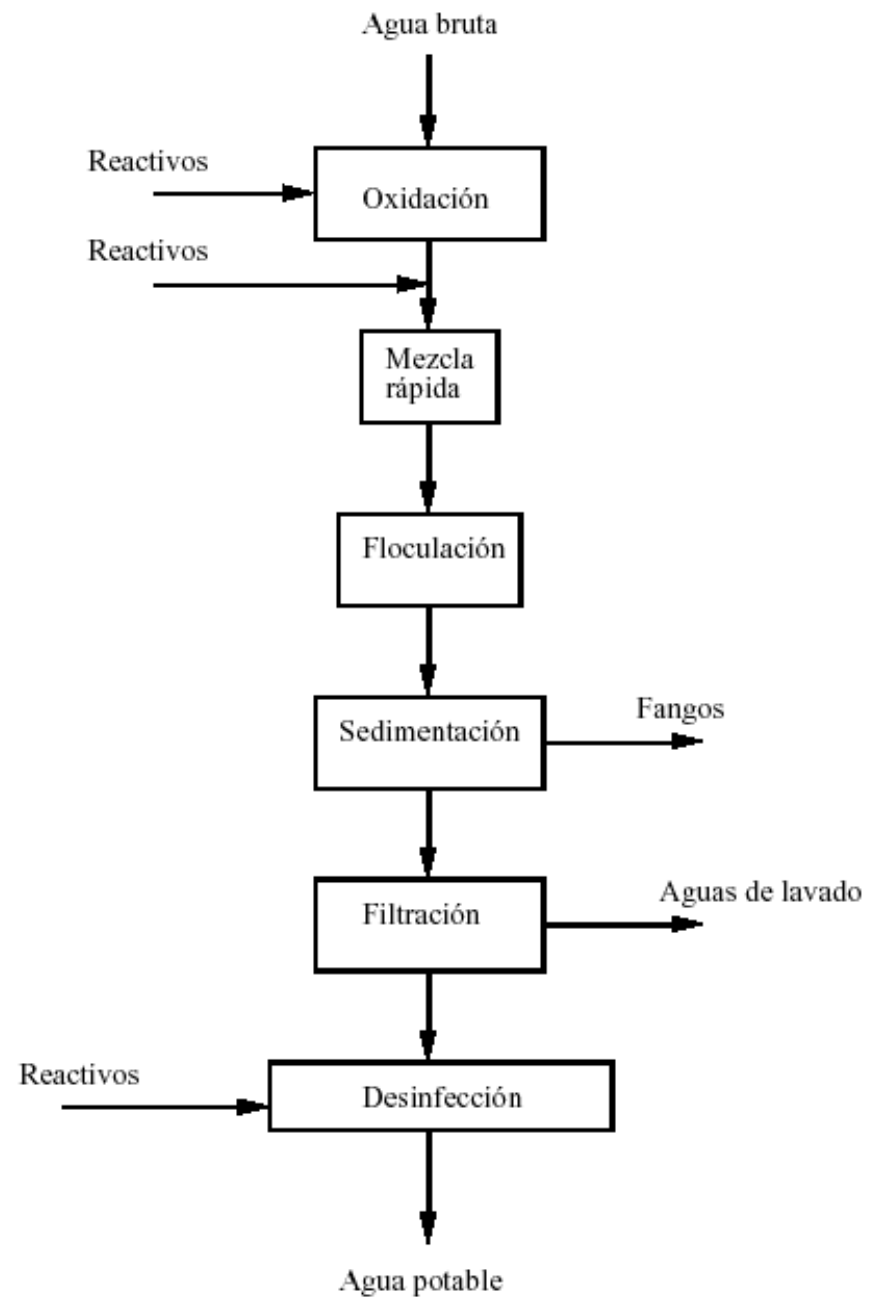 Agua bruta
Reactivos
Oxidación
Reactivos
Mezcla
rápida
Floculación
Sedimentación
Fangos
Filtración
Aguas de lavado
Reactivos
Desinfección
Agua potable